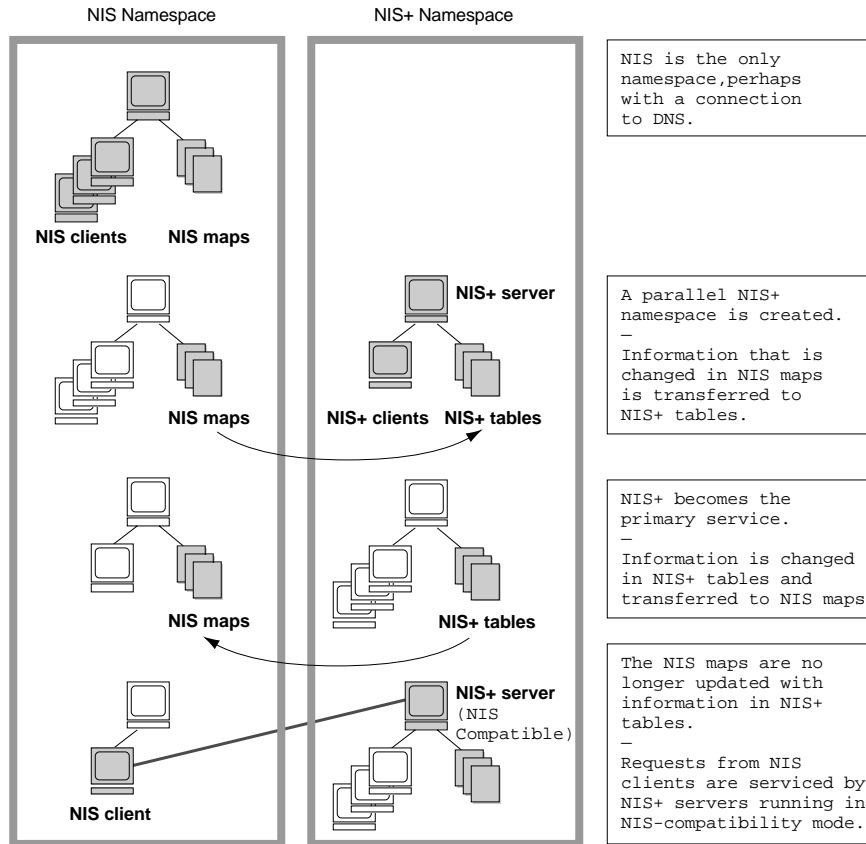 NIS Namespace
NIS+ Namespace
NIS is the only
namespace,perhaps
with a connection
to DNS.
NIS clients
NIS maps
NIS+ server
A parallel NIS+
namespace is created.
—
Information that is
changed in NIS maps
is transferred to
NIS+ tables.
NIS maps
NIS+ clients
NIS+ tables
NIS+ becomes the
primary service.
—
Information is changed
in NIS+ tables and
transferred to NIS maps
NIS maps
NIS+ tables
The NIS maps are no
longer updated with
information in NIS+
tables.
—
Requests from NIS
clients are serviced by
NIS+ servers running in
NIS-compatibility mode.
NIS+ server
(NIS
Compatible)
NIS client